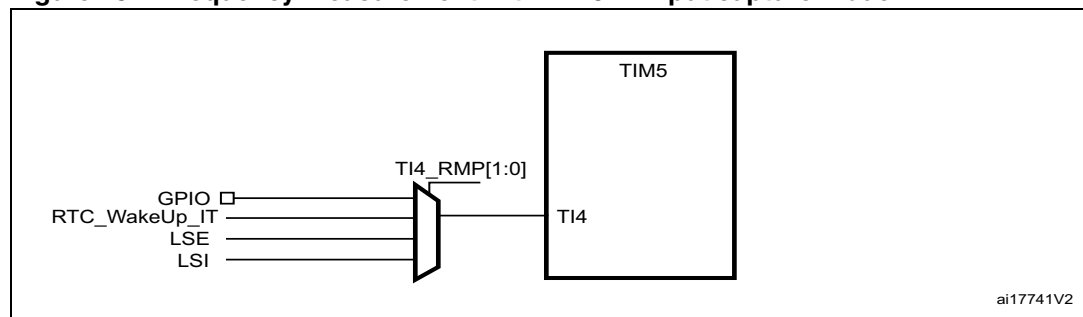 TIM5
TI4_RMP[1:0]
GPIO
RTC_WakeUp_IT
TI4
LSE
LSI
ai17741V2